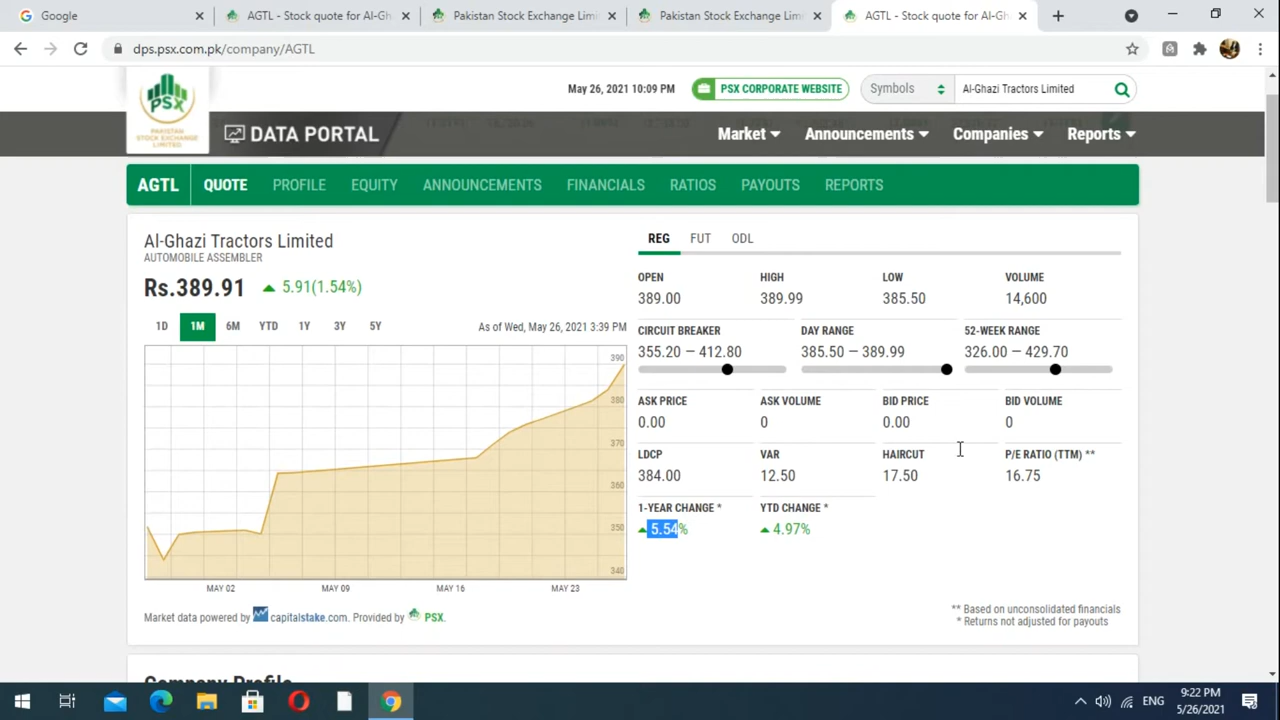 Google
AGTL - Stock quote for Al-Gh
Pakistan Stock Exchange Limi
Pakistan Stock Exchange Limi
AGTL - Stock quote for Al-Gh
dps.psx.com.pk/company/AGTL
PSX
PAKISTAN
STOCK EXCHANGE
LIMITED
May 26, 2021 10:09 PM
PSX CORPORATE WEBSITE
Symbols
Al-Ghazi Tractors Limited
DATA PORTAL
Market
Announcements
Companies
Reports
AGTL QUOTE PROFILE EQUITY ANNOUNCEMENTS FINANCIALS RATIOS PAYOUTS REPORTS
Al-Ghazi Tractors Limited
AUTOMOBILE ASSEMBLER
Rs.389.91 5.91(1.54%)
1D 1M 6M YTD 1Y 3Y 5Y
As of Wed, May 26, 2021 3:39 PM
390
380
370
360
350
340
MAY 02 MAY 09 MAY 16 MAY 23
Market data powered by capitalstake.com. Provided by PSX.
REG FUT ODL
OPEN HIGH LOW VOLUME
389.00 389.99 385.50 14,600
CIRCUIT BREAKER DAY RANGE 52-WEEK RANGE
355.20 — 412.80 385.50 — 389.99 326.00 — 429.70
ASK PRICE ASK VOLUME BID PRICE BID VOLUME
0.00 0 0.00 0
LDCP VAR HAIRCUT P/E RATIO (TTM) **
384.00 12.50 17.50 16.75
1-YEAR CHANGE * YTD CHANGE *
5.54% 4.97%
** Based on unconsolidated financials
* Returns not adjusted for payouts
Company Profile
ENG
9:22 PM
5/26/2021